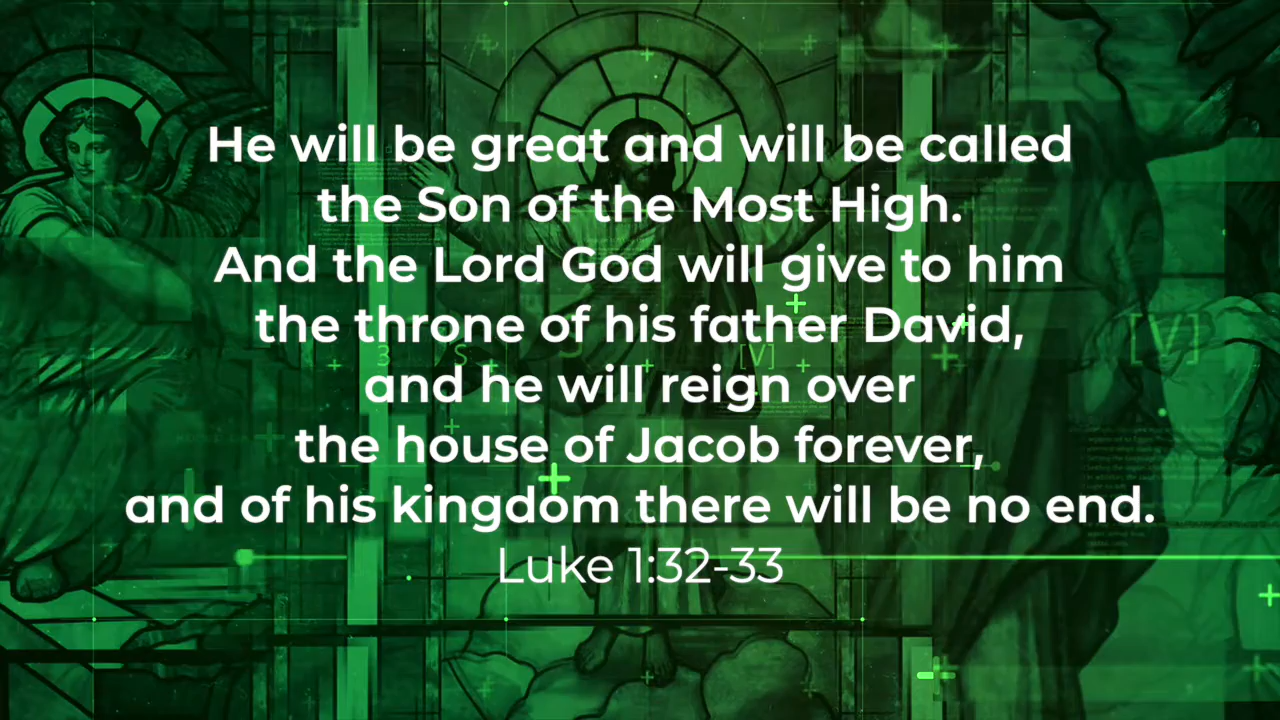 He will be great and will be called
the Son of the Most High.
And the Lord God will give to him
the throne of his father David,
and he will reign over
the house of Jacob forever,
and of his kingdom there will be no end.
Luke 1:32-33
3 S [V]
[V]